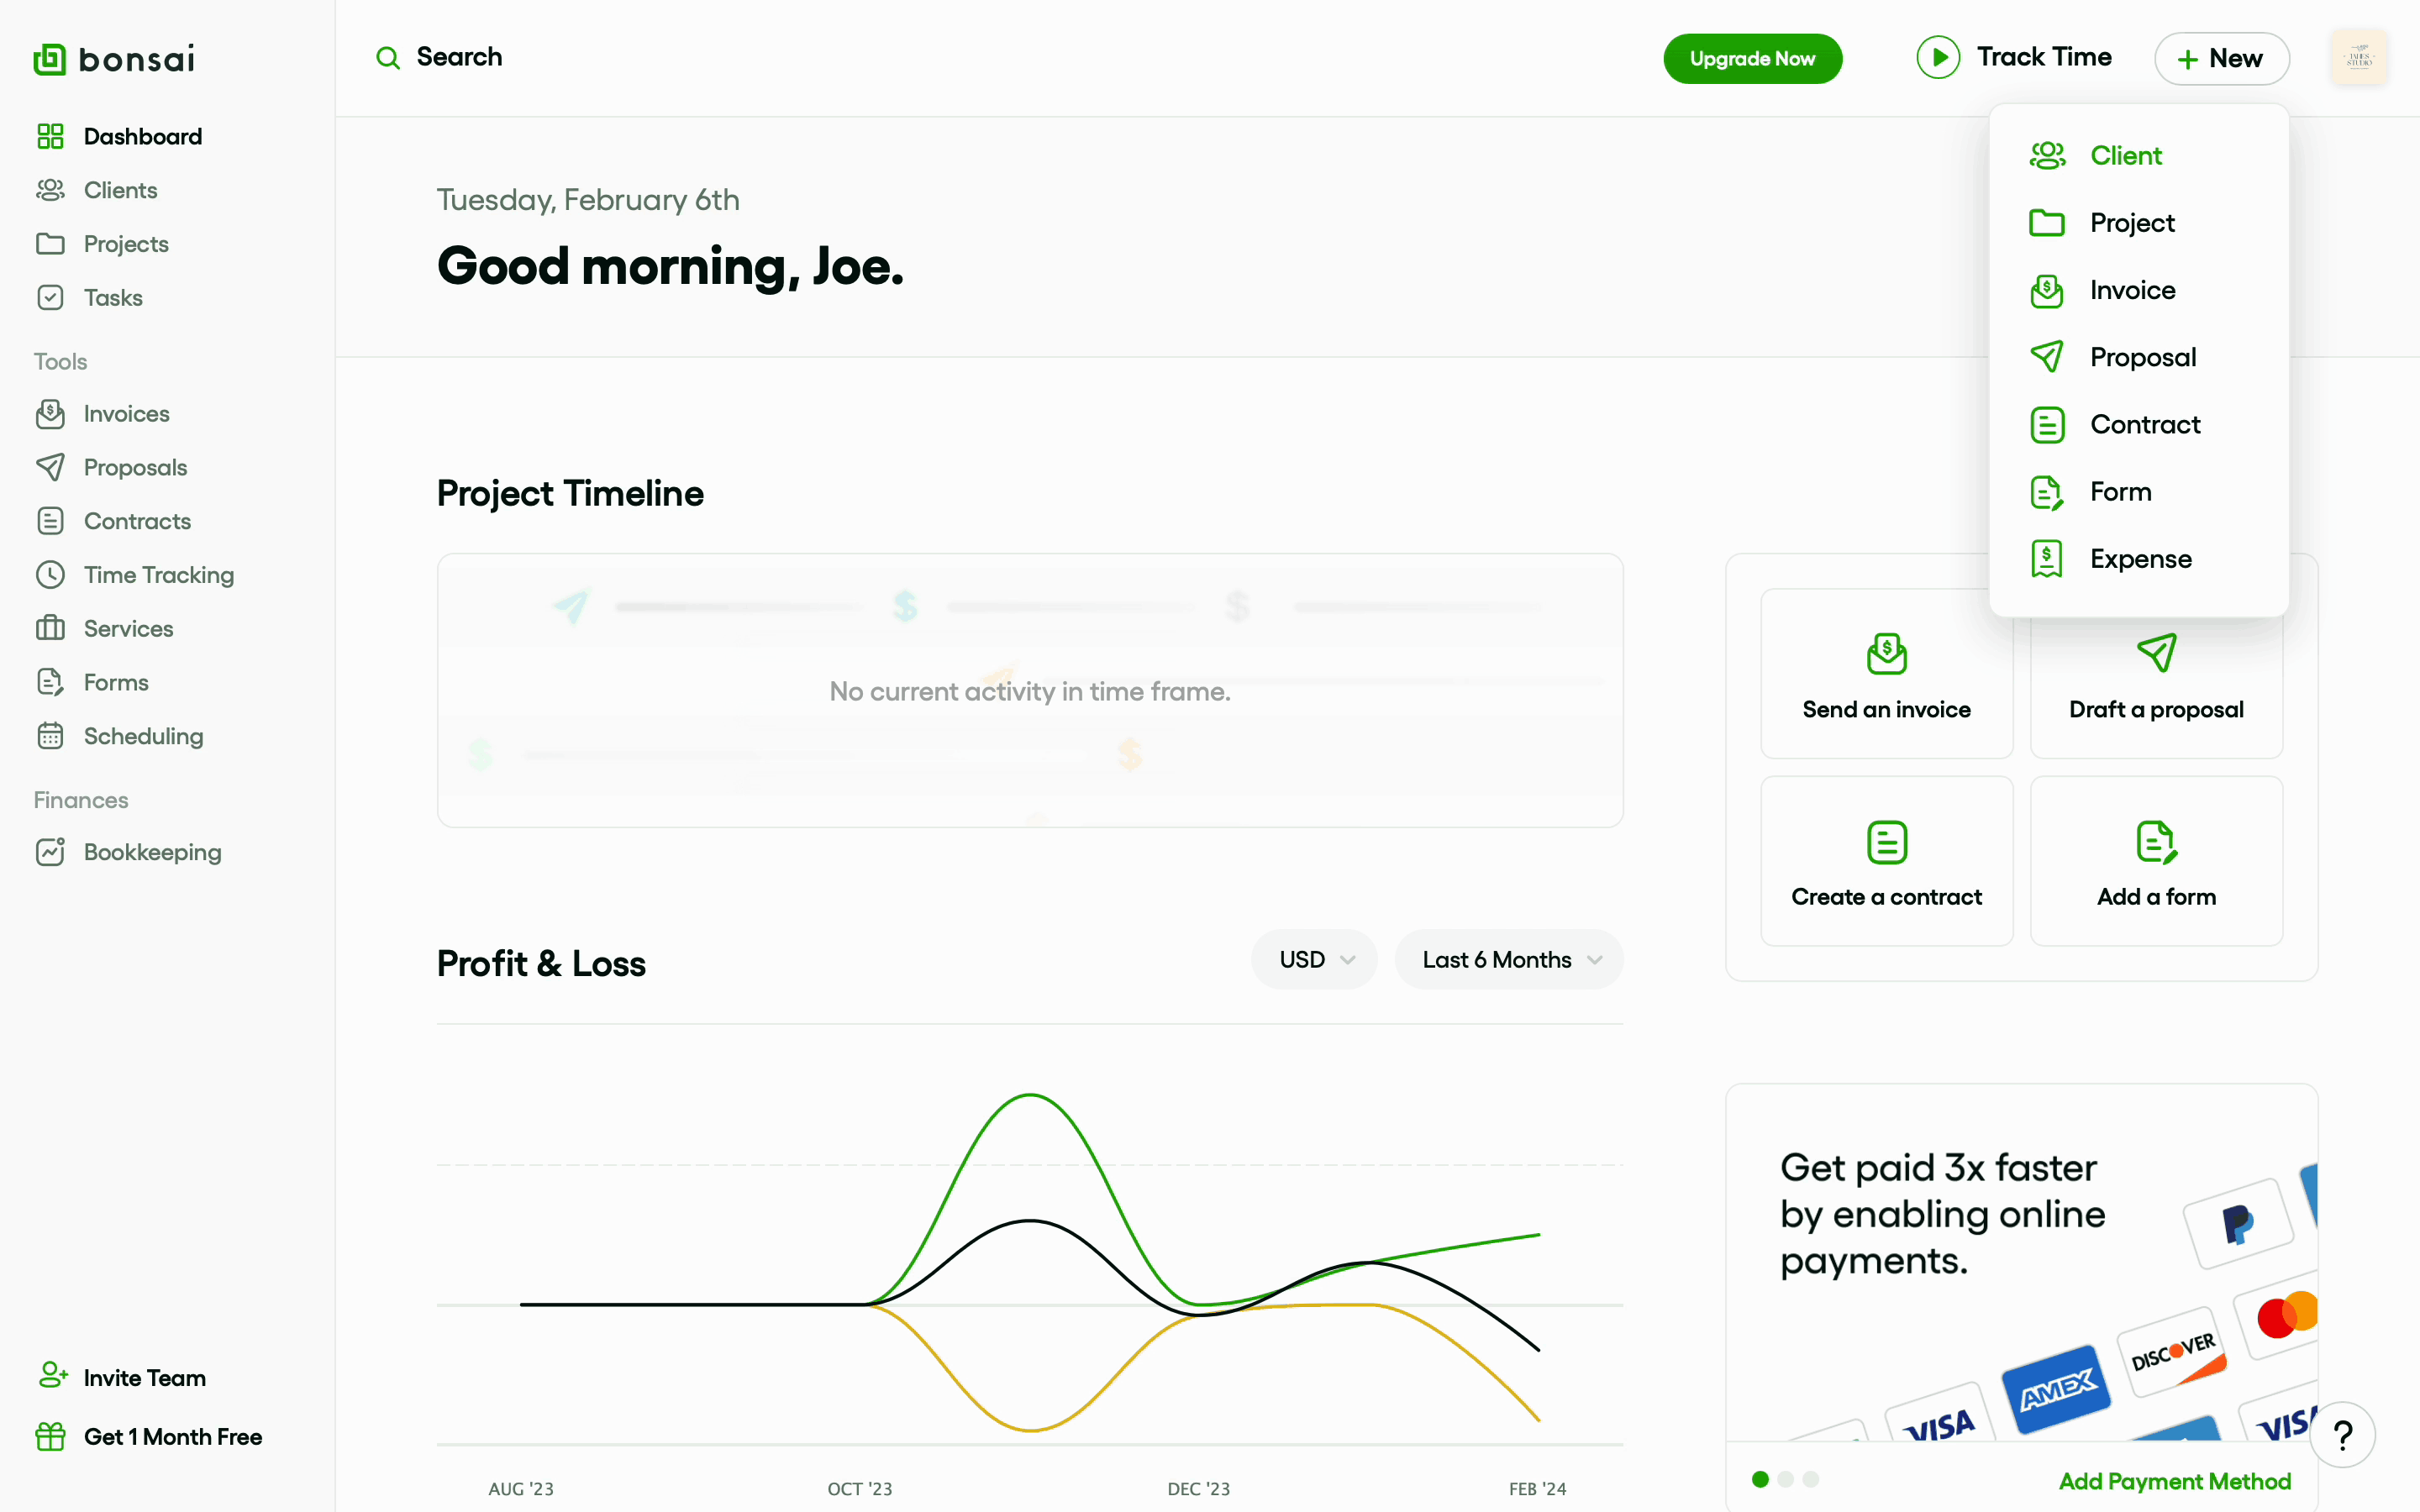 bonsai
Search
Upgrade Now
Track Time
New
JAMES
STUDIO
Dashboard
Clients
Projects
Tasks
Tools
Invoices
Proposals
Contracts
Time Tracking
Services
Forms
Scheduling
Finances
Bookkeeping
Invite Team
Get 1 Month Free
Client
Project
Invoice
Proposal
Contract
Form
Expense
Tuesday, February 6th
Good morning, Joe.
Project Timeline
No current activity in time frame.
Send an invoice
Draft a proposal
Create a contract
Add a form
Profit & Loss
USD
Last 6 Months
AUG '23
OCT '23
DEC '23
FEB '24
Get paid 3x faster
by enabling online
payments.
DISCOVER
AMEX
VISA
VISA
Add Payment Method
?